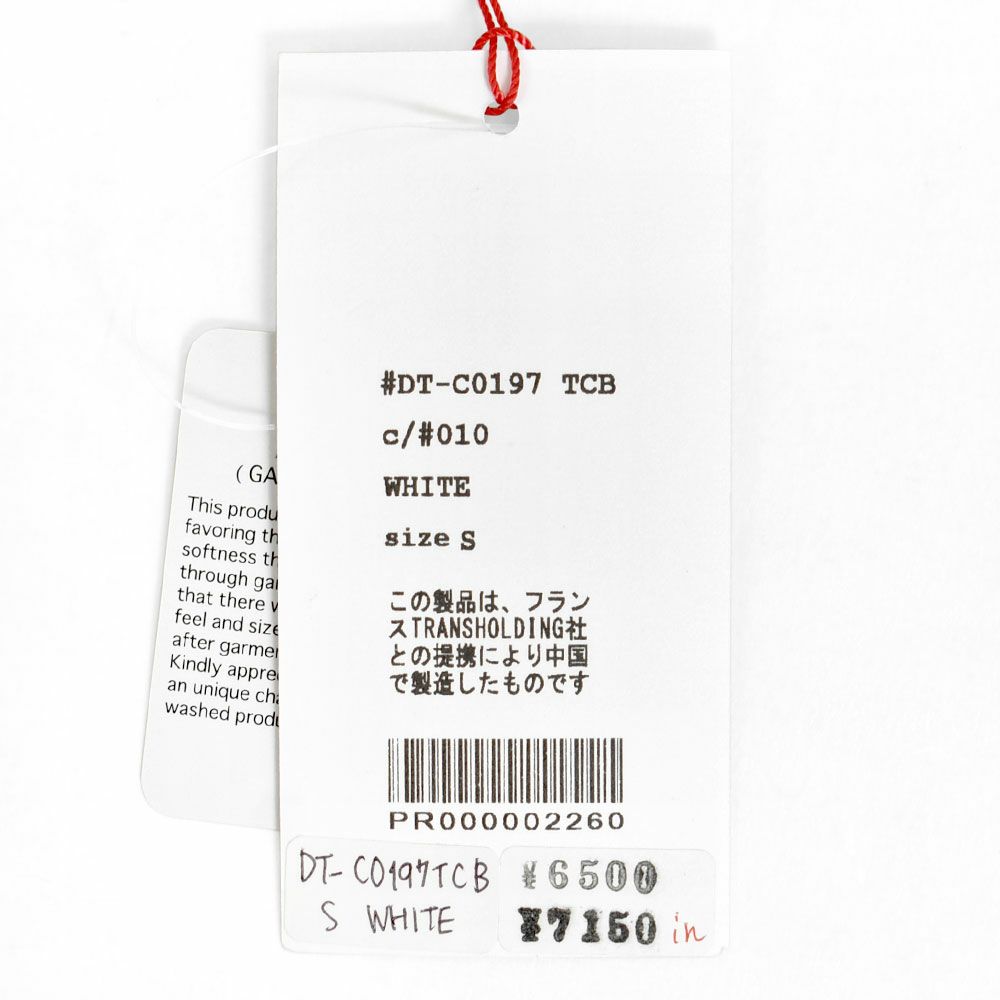 #DT-C0197 TCB
c/#010
WHITE
size S
この製品は、フラン
スTRANSHOLDING社
との提携により中国
で製造したものです
PR000002260
DT-C0197TCB
S WHITE
¥6500
¥7150 in
(GA
This produ
favoring th
softness th
through gar
that there w
feel and size
after garmen
Kindly appre
an unique cha
washed produ